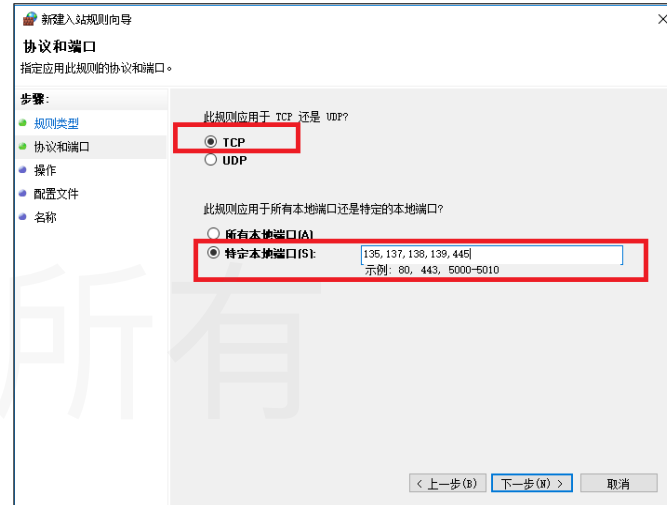 新建入站规则向导
协议和端口
指定应用此规则的协议和端口。
步骤:
规则类型
协议和端口
操作
配置文件
名称
此规则应用于 TCP 还是 UDP?
TCP
UDP
此规则应用于所有本地端口还是特定的本地端口?
所有本地端口(A)
特定本地端口(S): 135,137,138,139,445
示例: 80, 443, 5000-5010
< 上一步(B) 下一步(N) > 取消
所有